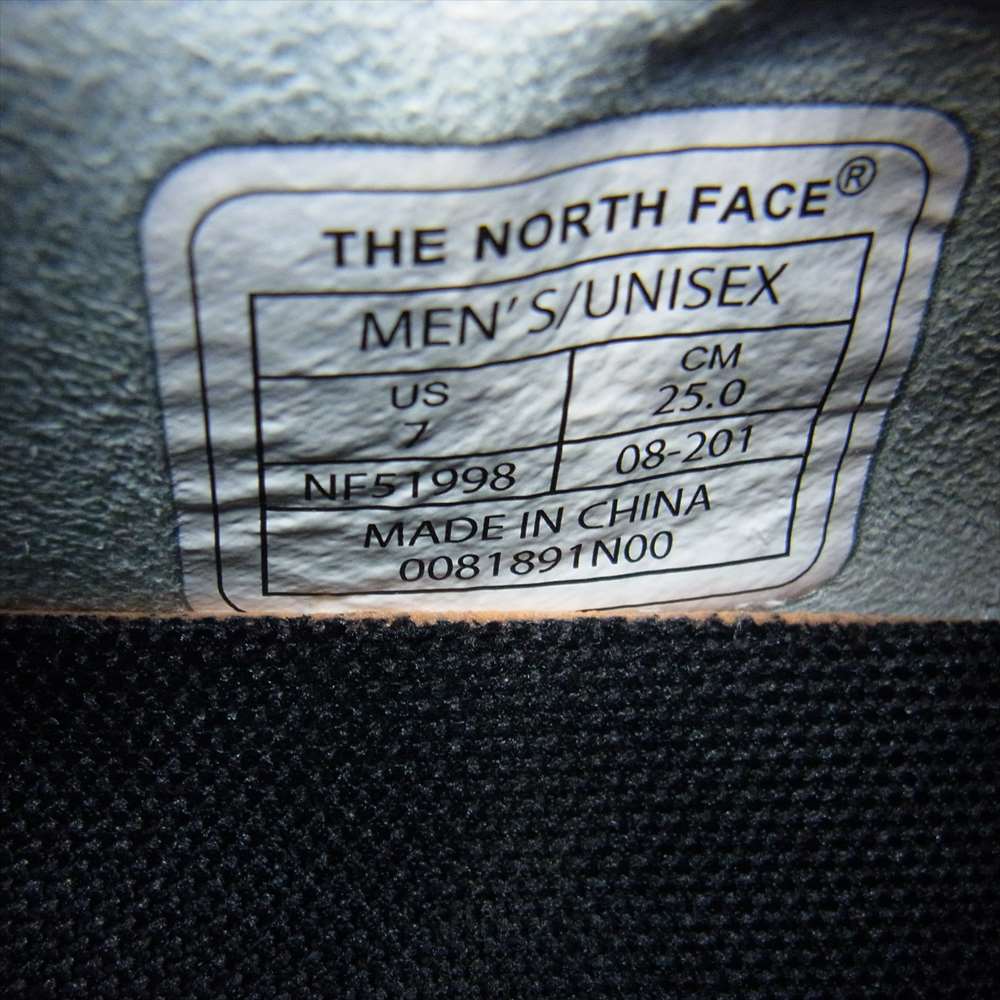 THE NORTH FACE®
MEN'S/UNISEX
US CM
7 25.0
NF51998 08-201
MADE IN CHINA
0081891N00